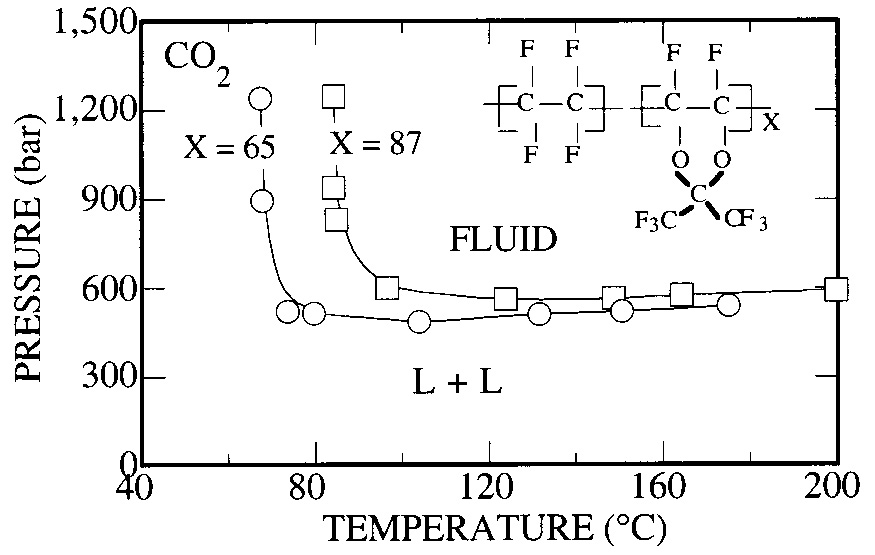 1,500
1,200
900
600
300
0
PRESSURE (bar)
CO2
X = 65
X = 87
F F F F
C C C C
X
F F
O O
C
F3C CF3
FLUID
L + L
40 80 120 160 200
TEMPERATURE (°C)